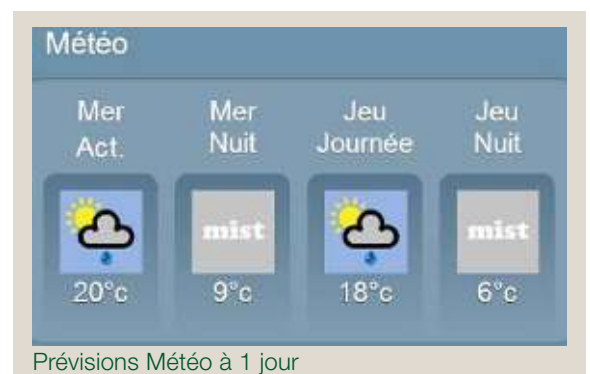 Météo
Mer Mer Jeu Jeu
Act. Nuit Journée Nuit
mist mist
20°c 9°c 18°c 6°c
Prévisions Météo à 1 jour